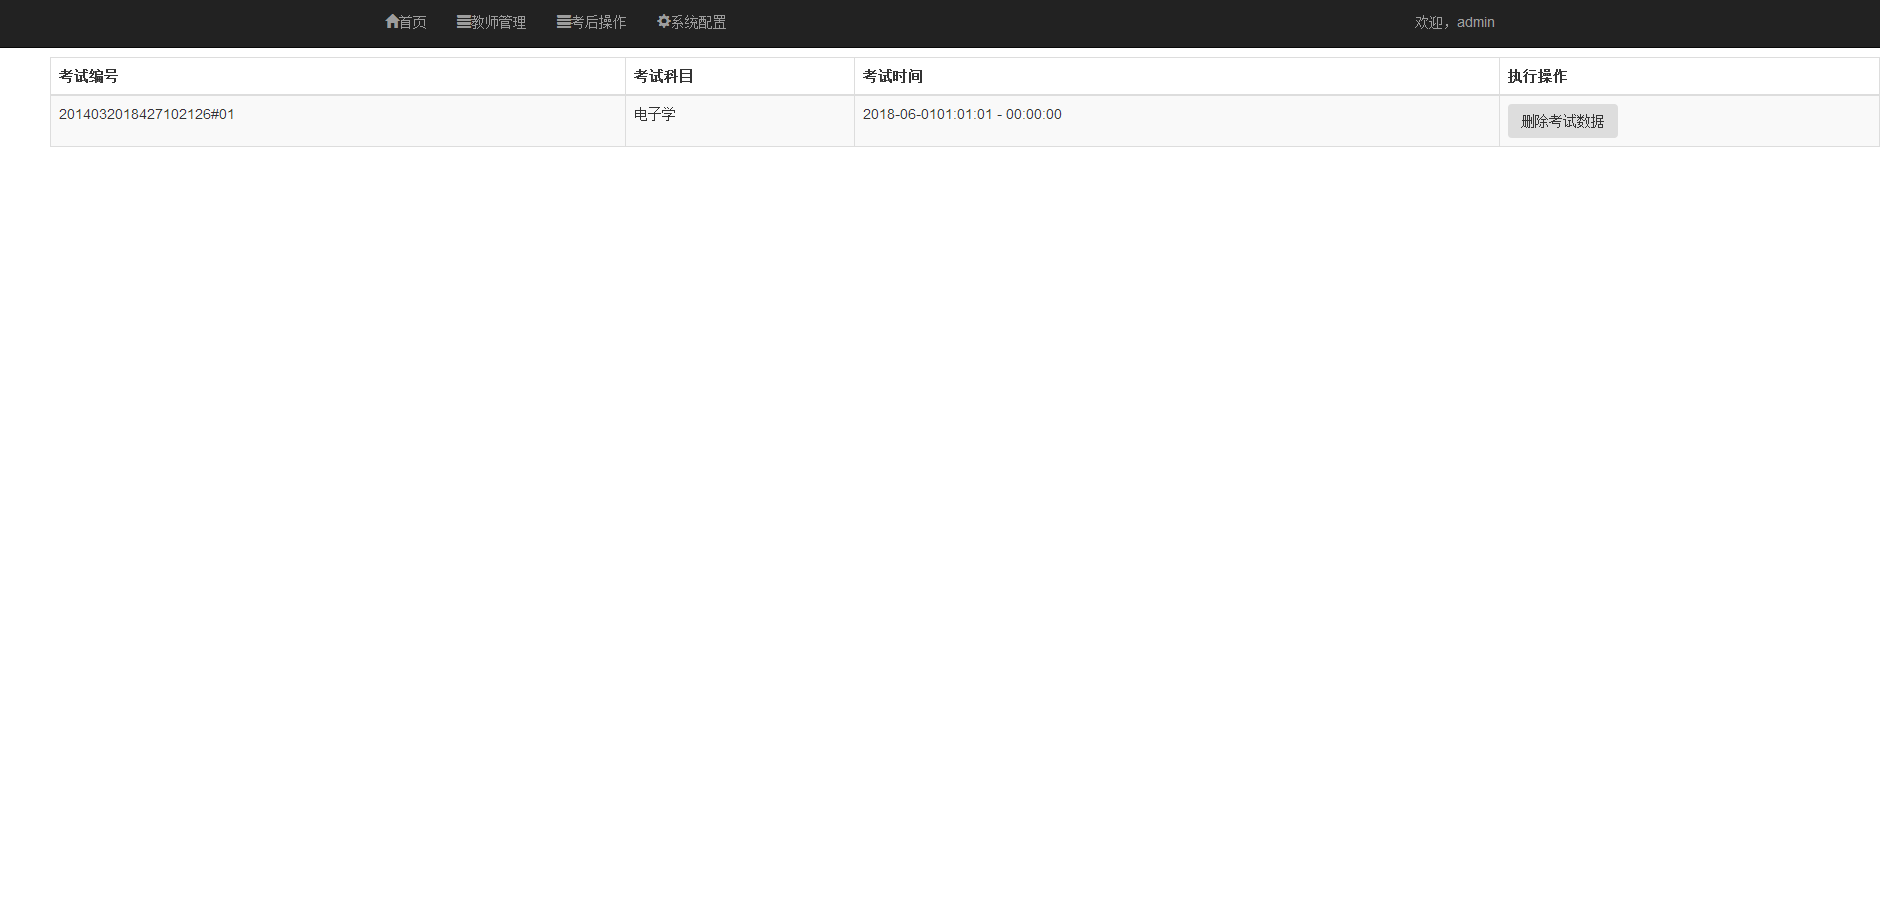 首页 教师管理 考后操作 系统配置 欢迎，admin
考试编号 考试科目 考试时间 执行操作
2014032018427102126#01 电子学 2018-06-0101:01:01 - 00:00:00 删除考试数据